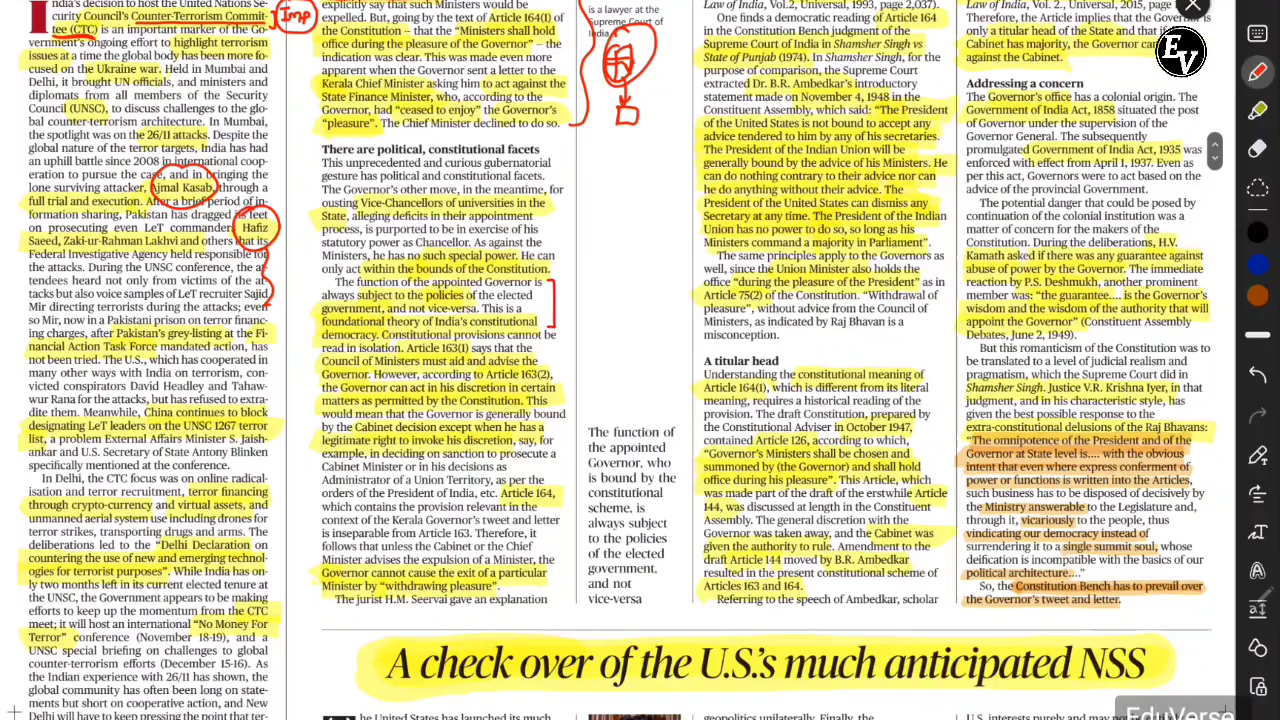 ndia's decision to host the United Nations Se-
curity Council's Counter-Terrorism Commit-
tee (CTC) is an important marker of the Go-
vernment's ongoing effort to highlight terrorism
issues at a time the global body has been more fo-
cused on the Ukraine war. Held in Mumbai and
Delhi, it brought UN officials, and ministers and
diplomats from all members of the Security
Council (UNSC), to discuss challenges to the glo-
bal counter-terrorism architecture. In Mumbai,
the spotlight was on the 26/11 attacks. Despite the
global nature of the terror targets, India has had
an uphill battle since 2008 in international coop-
eration to pursue the case, and in bringing the
lone surviving attacker, Ajmal Kasab, through a
full trial and execution. After a brief period of in-
formation sharing, Pakistan has dragged its feet
on prosecuting even LeT commanders Hafiz
Saeed, Zaki-ur-Rahman Lakhvi and others that its
Federal Investigative Agency held responsible for
the attacks. During the UNSC conference, the at-
tendees heard not only from victims of the at-
tacks but also voice samples of LeT recruiter Sajid
Mir directing terrorists during the attacks; even
so Mir, now in a Pakistani prison on terror financ-
ing charges, after Pakistan's grey-listing at the Fi-
nancial Action Task Force mandated action, has
not been tried. The U.S., which has cooperated in
many other ways with India on terrorism, con-
victed conspirators David Headley and Tahaw-
wur Rana for the attacks, but has refused to extra-
dite them. Meanwhile, China continues to block
designating LeT leaders on the UNSC 1267 terror
list, a problem External Affairs Minister S. Jaish-
ankar and U.S. Secretary of State Antony Blinken
specifically mentioned at the conference.
In Delhi, the CTC focus was on online radical-
isation and terror recruitment, terror financing
through crypto-currency and virtual assets, and
unmanned aerial system use including drones for
terror strikes, transporting drugs and arms. The
deliberations led to the "Delhi Declaration on
countering the use of new and emerging technol-
ogies for terrorist purposes". While India has on-
ly two months left in its current elected tenure at
the UNSC, the Government appears to be making
efforts to keep up the momentum from the CTC
meet; it will host an international "No Money For
Terror" conference (November 18-19), and a
UNSC special briefing on challenges to global
counter-terrorism efforts (December 15-16). As
the Indian experience with 26/11 has shown, the
global community has often been long on state-
ments but short on cooperative action, and New
Delhi will have to keep pressing the point that ter-
Imp
explicitly say that such Ministers would be
expelled. But, going by the text of Article 164(1) of
the Constitution — that the "Ministers shall hold
office during the pleasure of the Governor" — the
indication was clear. This was made even more
apparent when the Governor sent a letter to the
Kerala Chief Minister asking him to act against the
State Finance Minister, who, according to the
Governor, had "ceased to enjoy" the Governor's
"pleasure". The Chief Minister declined to do so.
There are political, constitutional facets
This unprecedented and curious gubernatorial
gesture has political and constitutional facets.
The Governor's other move, in the meantime, for
ousting Vice-Chancellors of universities in the
State, alleging deficits in their appointment
process, is purported to be in exercise of his
statutory power as Chancellor. As against the
Ministers, he has no such special power. He can
only act within the bounds of the Constitution.
The function of the appointed Governor is
always subject to the policies of the elected
government, and not vice-versa. This is a
foundational theory of India's constitutional
democracy. Constitutional provisions cannot be
read in isolation. Article 163(1) says that the
Council of Ministers must aid and advise the
Governor. However, according to Article 163(2),
the Governor can act in his discretion in certain
matters as permitted by the Constitution. This
would mean that the Governor is generally bound
by the Cabinet decision except when he has a
legitimate right to invoke his discretion, say, for
example, in deciding on sanction to prosecute a
Cabinet Minister or in his decisions as
Administrator of a Union Territory, as per the
orders of the President of India, etc. Article 164,
which contains the provision relevant in the
context of the Kerala Governor's tweet and letter
is inseparable from Article 163. Therefore, it
follows that unless the Cabinet or the Chief
Minister advises the expulsion of a Minister, the
Governor cannot cause the exit of a particular
Minister by "withdrawing pleasure".
The jurist H.M. Seervai gave an explanation
is a lawyer at the
Supreme Court of
India
The function of
the appointed
Governor, who
is bound by the
constitutional
scheme, is
always subject
to the policies
of the elected
government,
and not
vice-versa
Law of India, Vol.2, Universal, 1993, page 2,037).
One finds a democratic reading of Article 164
in the Constitution Bench judgment of the
Supreme Court of India in Shamsher Singh vs
State of Punjab (1974). In Shamsher Singh, for the
purpose of comparison, the Supreme Court
extracted Dr. B.R. Ambedkar's introductory
statement made on November 4, 1948 in the
Constituent Assembly, which said: "The President
of the United States is not bound to accept any
advice tendered to him by any of his secretaries.
The President of the Indian Union will be
generally bound by the advice of his Ministers. He
can do nothing contrary to their advice nor can
he do anything without their advice. The
President of the United States can dismiss any
Secretary at any time. The President of the Indian
Union has no power to do so, so long as his
Ministers command a majority in Parliament".
The same principles apply to the Governors as
well, since the Union Minister also holds the
office "during the pleasure of the President" as in
Article 75(2) of the Constitution. "Withdrawal of
pleasure", without advice from the Council of
Ministers, as indicated by Raj Bhavan is a
misconception.
A titular head
Understanding the constitutional meaning of
Article 164(1), which is different from its literal
meaning, requires a historical reading of the
provision. The draft Constitution, prepared by
the Constitutional Adviser in October 1947,
contained Article 126, according to which,
"Governor's Ministers shall be chosen and
summoned by (the Governor) and shall hold
office during his pleasure". This Article, which
was made part of the draft of the erstwhile Article
144, was discussed at length in the Constituent
Assembly. The general discretion with the
Governor was taken away, and the Cabinet was
given the authority to rule. Amendment to the
draft Article 144 moved by B.R. Ambedkar
resulted in the present constitutional scheme of
Articles 163 and 164.
Referring to the speech of Ambedkar, scholar
Law of India, Vol. 2., Universal, 2015, page
Therefore, the Article implies that the Governor is
only a titular head of the State and that if the
Cabinet has majority, the Governor cannot
against the Cabinet.
Addressing a concern
The Governor's office has a colonial origin. The
Government of India Act, 1858 situated the post
of Governor under the supervision of the
Governor General. The subsequently
promulgated Government of India Act, 1935 was
enforced with effect from April 1, 1937. Even as
per this act, Governors were to act based on the
advice of the provincial Government.
The potential danger that could be posed by
continuation of the colonial institution was a
matter of concern for the makers of the
Constitution. During the deliberations, H.V.
Kamath asked if there was any guarantee against
abuse of power by the Governor. The immediate
reaction by P.S. Deshmukh, another prominent
member was: "the guarantee.... is the Governor's
wisdom and the wisdom of the authority that will
appoint the Governor" (Constituent Assembly
Debates, June 2, 1949).
But this romanticism of the Constitution was to
be translated to a level of judicial realism and
pragmatism, which the Supreme Court did in
Shamsher Singh. Justice V.R. Krishna Iyer, in that
judgment, and in his characteristic style, has
given the best possible response to the
extra-constitutional delusions of the Raj Bhavans:
"The omnipotence of the President and of the
Governor at State level is.... with the obvious
intent that even where express conferment of
power or functions is written into the Articles,
such business has to be disposed of decisively by
the Ministry answerable to the Legislature and
through it, vicariously to the people, thus
vindicating our democracy instead of
surrendering it to a single summit soul, whose
deification is incompatible with the basics of our
political architecture...."
So, the Constitution Bench has to prevail over
the Governor's tweet and letter.
EV
A check over of the U.S.'s much anticipated NSS
he United States has launched its much
geopolitics unilaterally. Finally, the
EduVerse